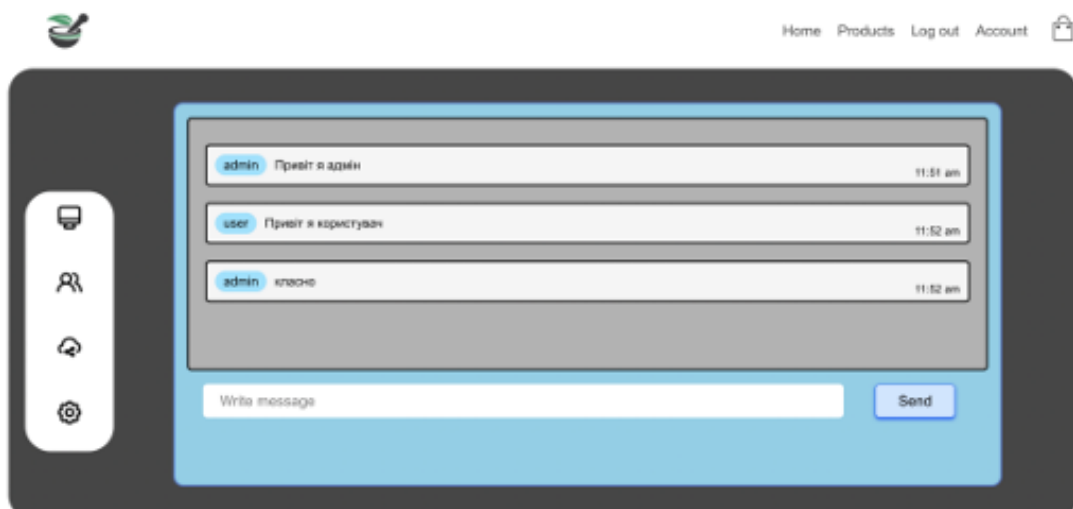 Home Products Log out Account
admin Привіт я адмін
11:51 am
user Привіт я користувач
11:52 am
admin класно
11:52 am
Write message Send